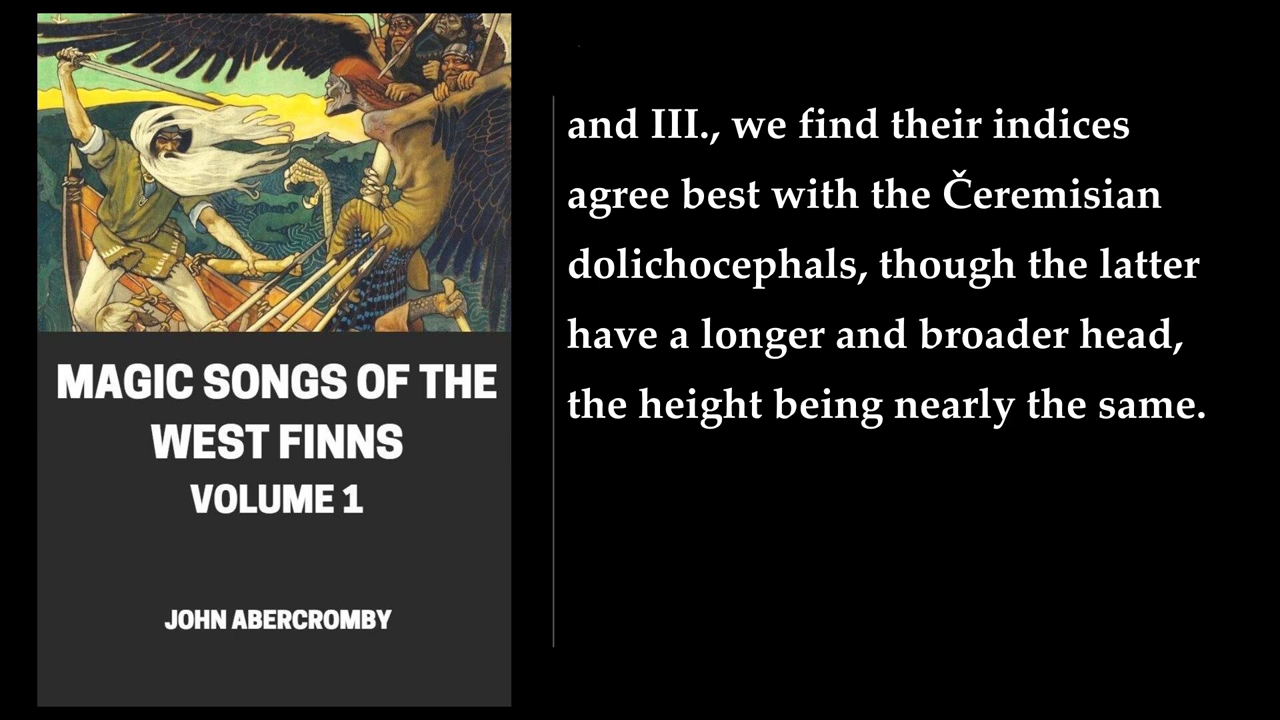 MAGIC SONGS OF THE
WEST FINNS
VOLUME 1
JOHN ABERCROMBY
and III., we find their indices
agree best with the Čeremisian
dolichocephals, though the latter
have a longer and broader head,
the height being nearly the same.